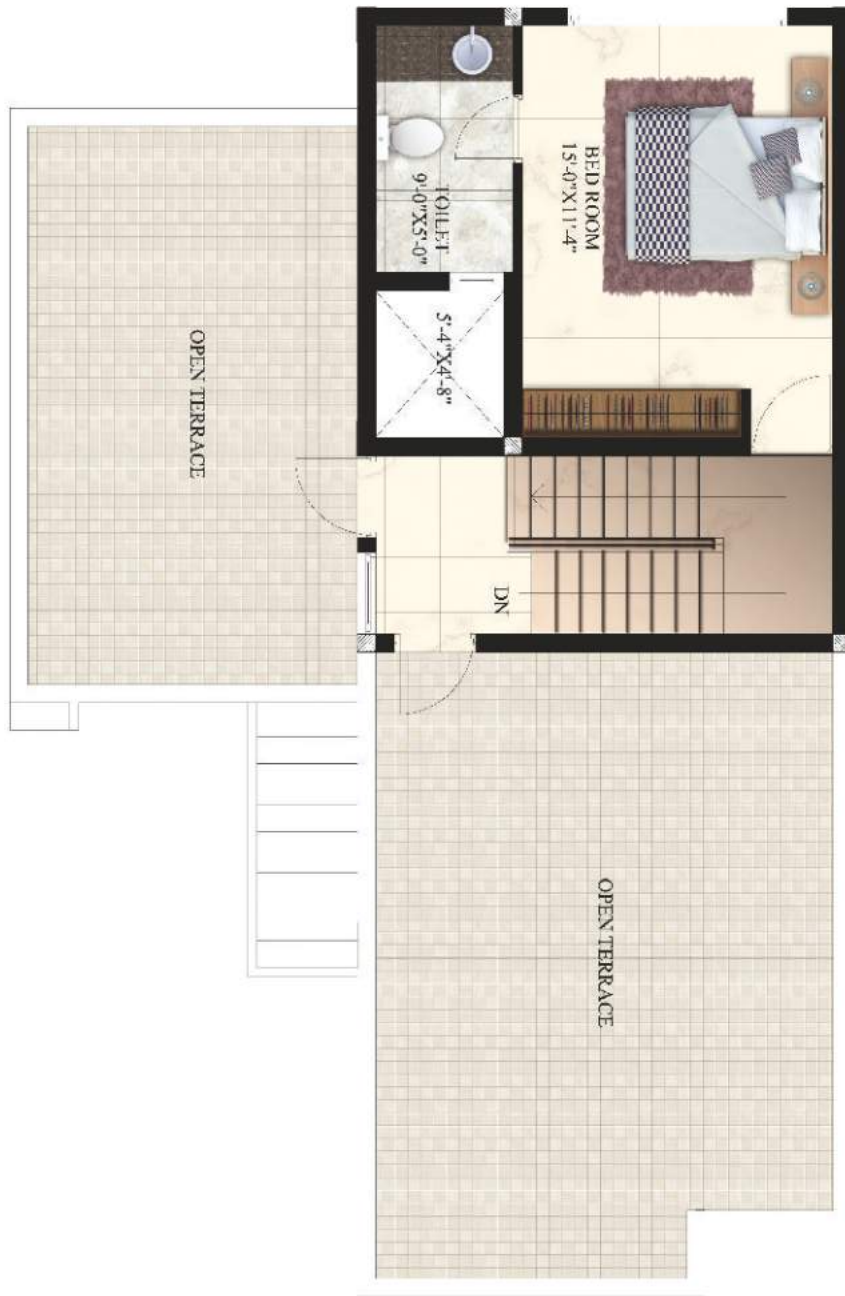 BED ROOM
15'-0"X11'-4"
TOILET
9'-0"X5'-0"
5'-4"X4'-8"
OPEN TERRACE
DN
OPEN TERRACE